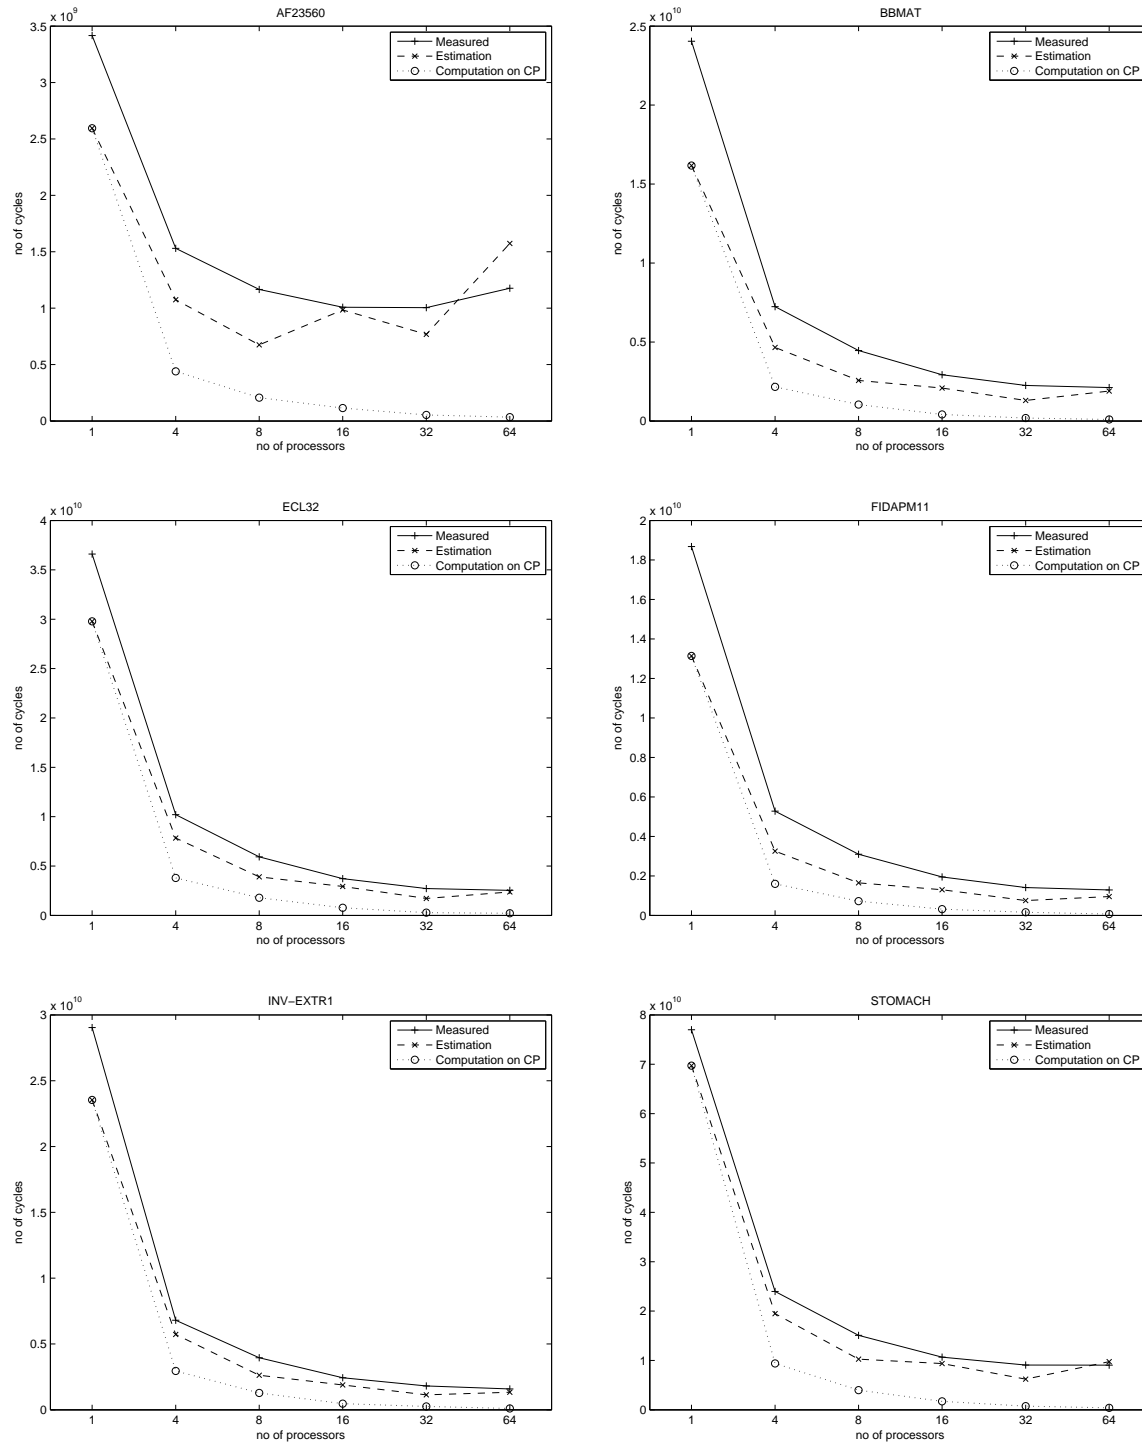 AF23560
x 10^9
3.5
3
2.5
2
1.5
1
0.5
0
no of cycles
1 4 8 16 32 64
no of processors
Measured
Estimation
Computation on CP
BBMAT
x 10^10
2.5
2
1.5
1
0.5
0
no of cycles
1 4 8 16 32 64
no of processors
Measured
Estimation
Computation on CP
ECL32
x 10^10
4
3.5
3
2.5
2
1.5
1
0.5
0
no of cycles
1 4 8 16 32 64
no of processors
Measured
Estimation
Computation on CP
FIDAPM11
x 10^10
2
1.8
1.6
1.4
1.2
1
0.8
0.6
0.4
0.2
0
no of cycles
1 4 8 16 32 64
no of processors
Measured
Estimation
Computation on CP
INV−EXTR1
x 10^10
3
2.5
2
1.5
1
0.5
0
no of cycles
1 4 8 16 32 64
no of processors
Measured
Estimation
Computation on CP
STOMACH
x 10^10
8
7
6
5
4
3
2
1
0
no of cycles
1 4 8 16 32 64
no of processors
Measured
Estimation
Computation on CP